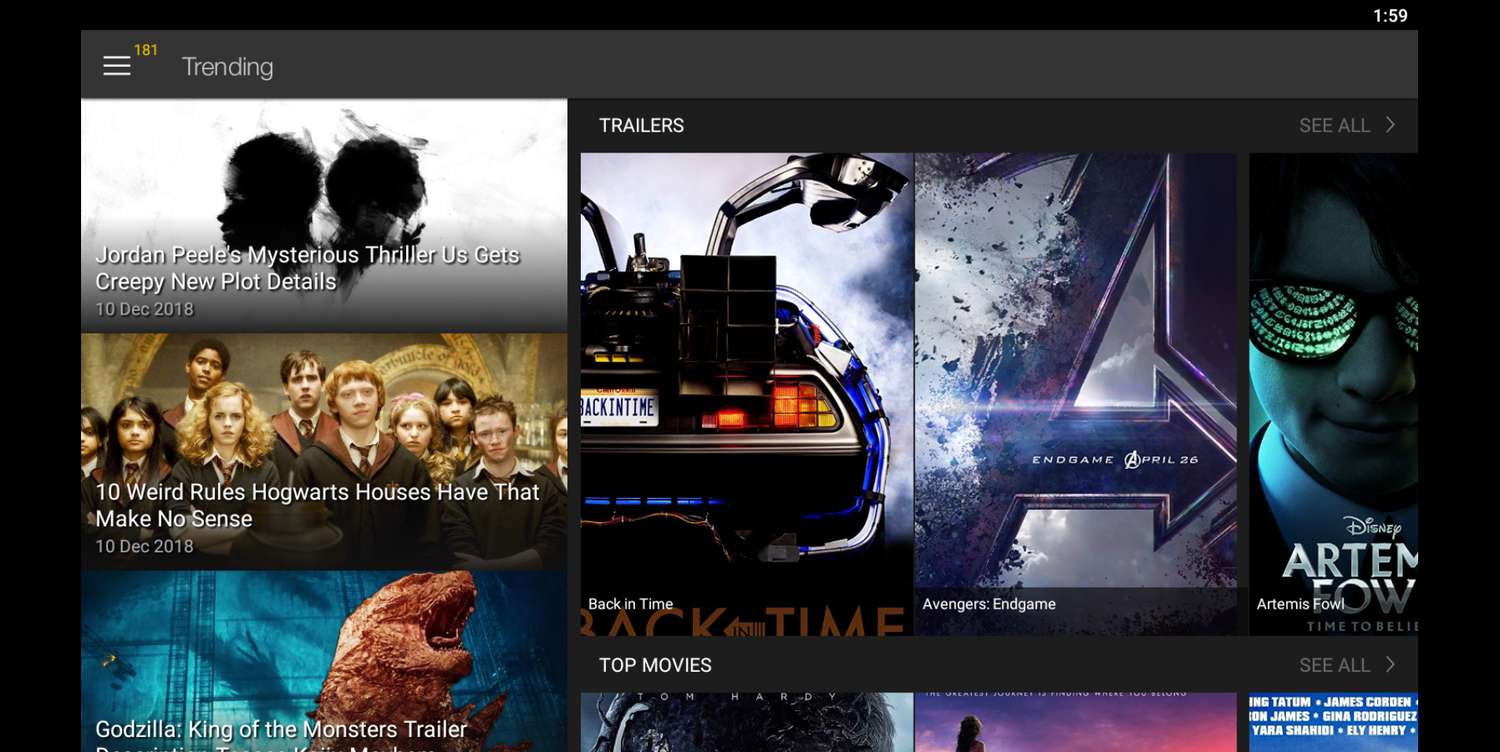 1:59
181
Trending
Jordan Peele's Mysterious Thriller Us Gets
Creepy New Plot Details
10 Dec 2018
10 Weird Rules Hogwarts Houses Have That
Make No Sense
10 Dec 2018
Godzilla: King of the Monsters Trailer
TRAILERS
SEE ALL
California
BACKINTIME
BACK IN TIME
Back in Time
ENDGAME APRIL 26
Avengers: Endgame
DISNEY
ARTEM
FOW
Artemis Fowl
TIME TO BELIE
TOP MOVIES
SEE ALL
TOM HARDY
THE GREATEST JOURNEY IS FINDING WHERE YOU BELONG
ING TATUM • JAMES CORDEN •
ON JAMES • GINA RODRIGUEZ
YARA SHAHIDI • ELY HENRY •